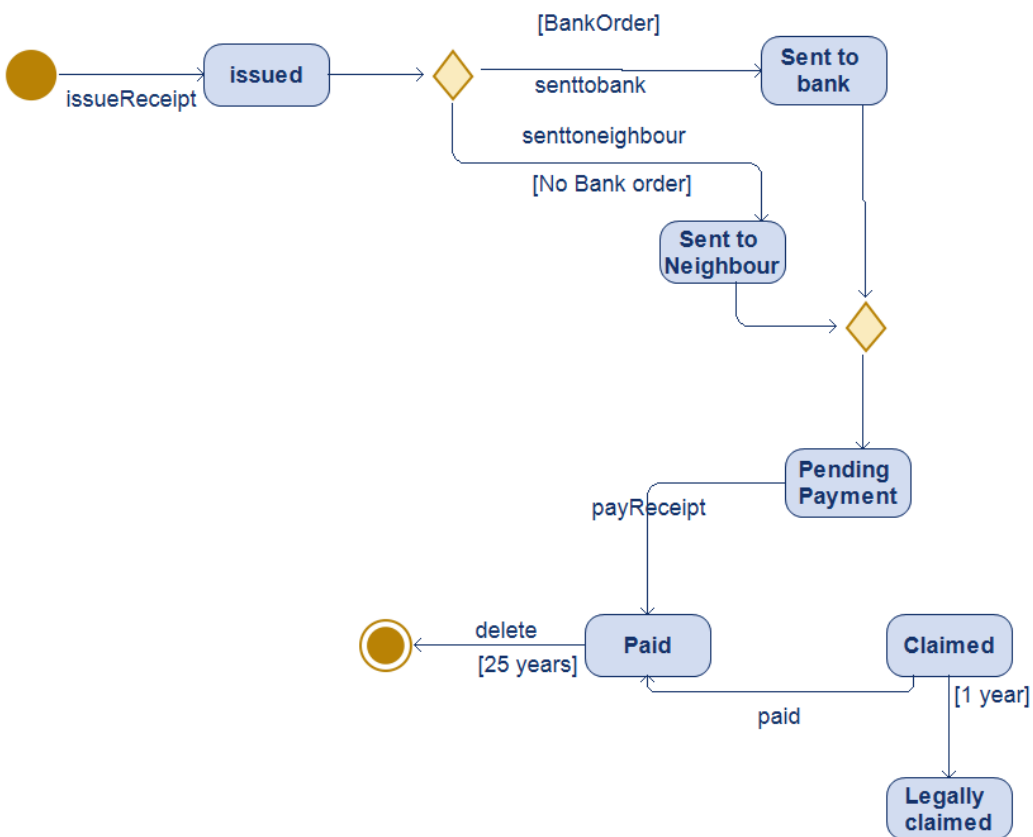 [BankOrder]
issued
Sent to
bank
issueReceipt
senttobank
senttoneighbour
[No Bank order]
Sent to
Neighbour
Pending
Payment
payReceipt
delete
[25 years]
Paid
Claimed
[1 year]
paid
Legally
claimed